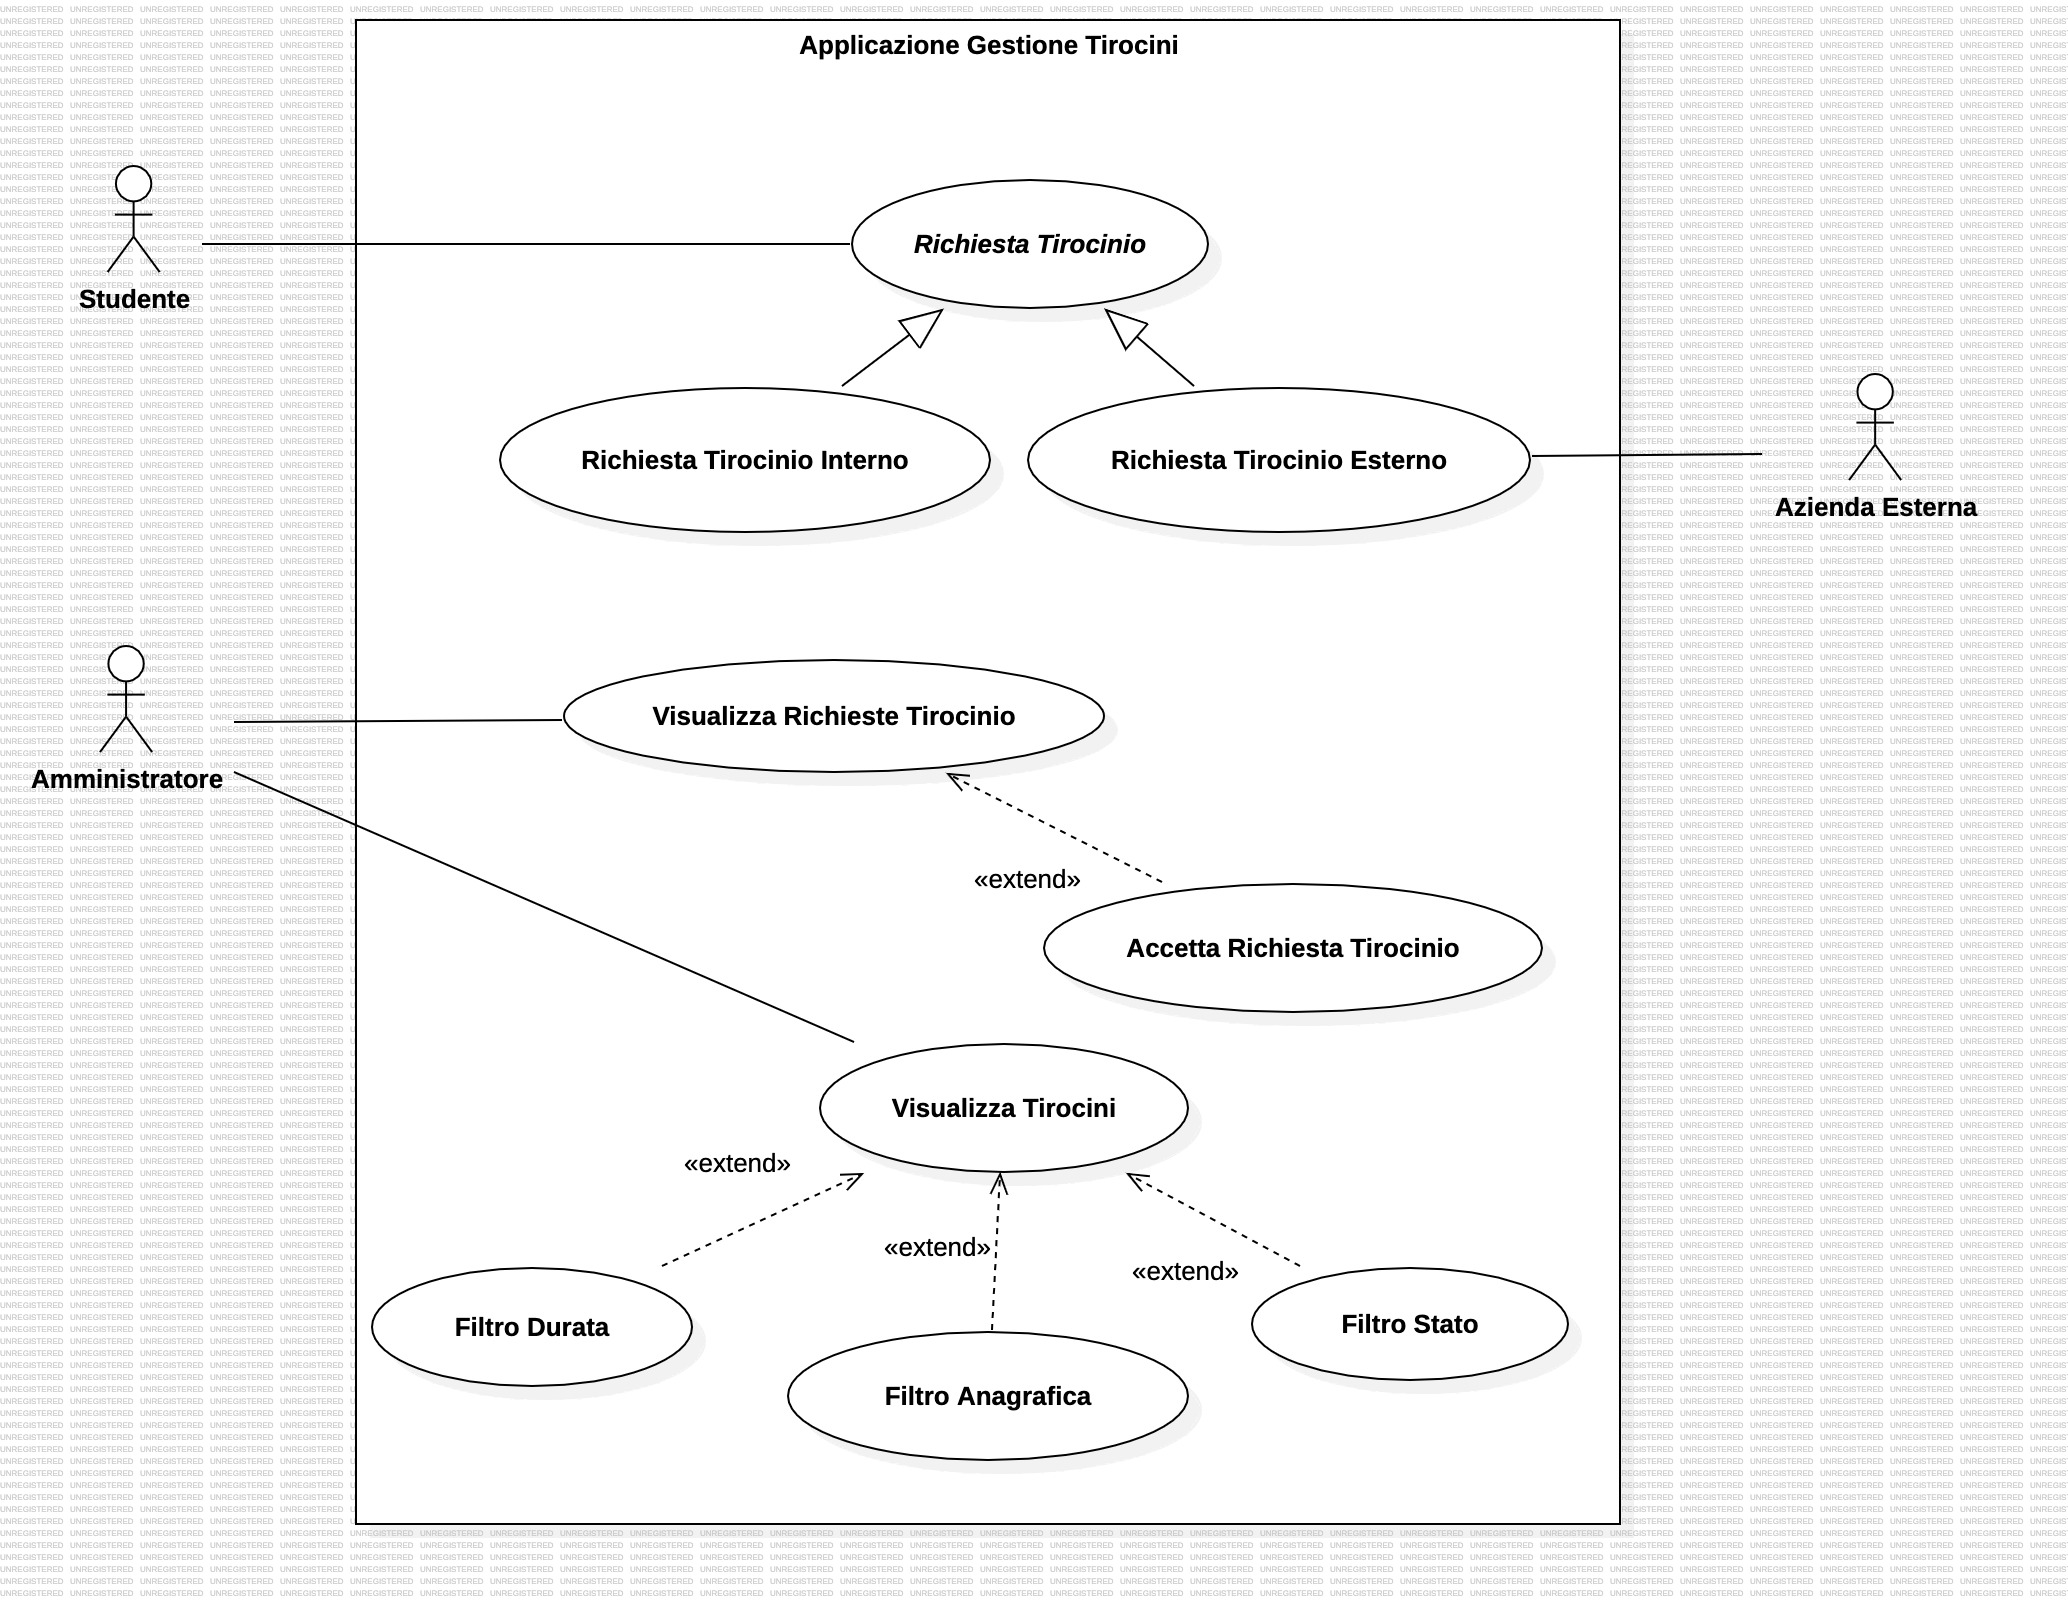 Applicazione Gestione Tirocini
Richiesta Tirocinio
Studente
Richiesta Tirocinio Interno
Richiesta Tirocinio Esterno
Azienda Esterna
Visualizza Richieste Tirocinio
Amministratore
«extend»
Accetta Richiesta Tirocinio
Visualizza Tirocini
«extend»
«extend»
«extend»
Filtro Durata
Filtro Stato
Filtro Anagrafica
UNREGISTERED